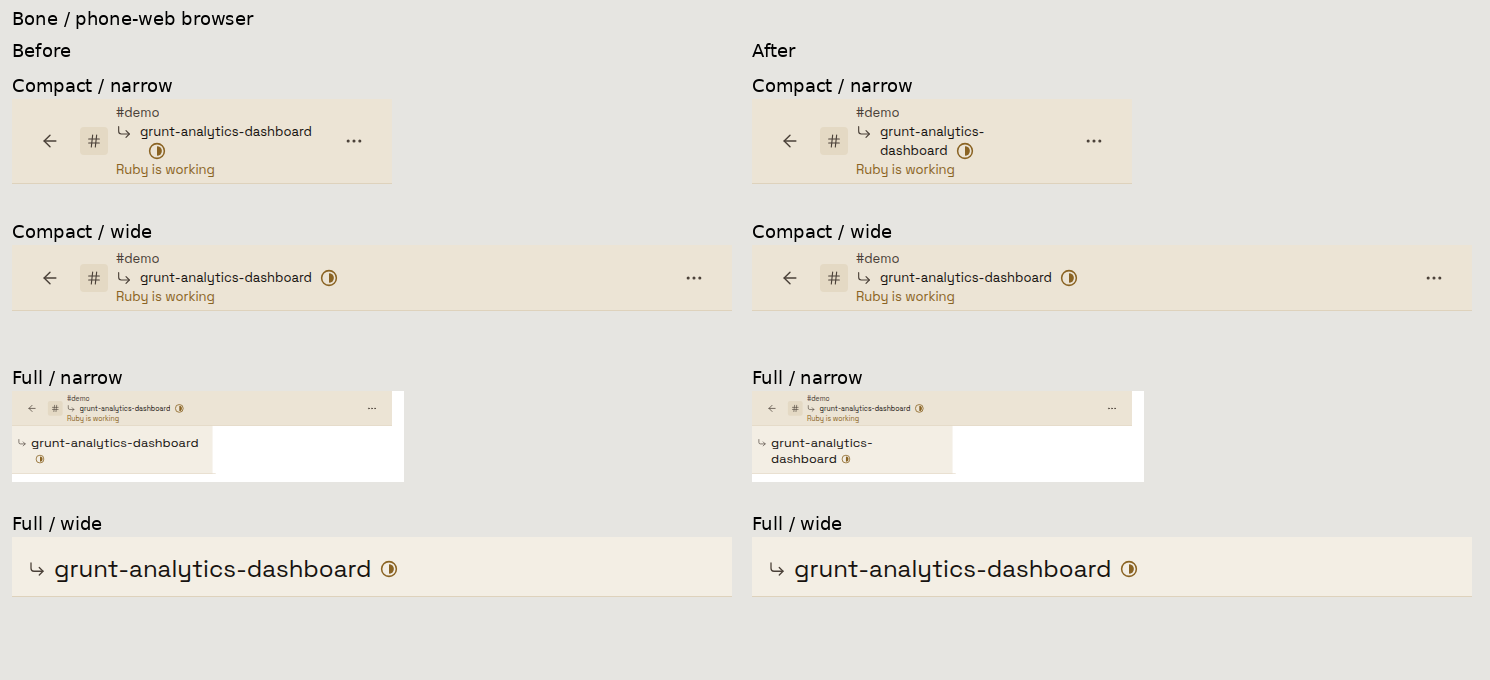 Bone / phone-web browser
Before
Compact / narrow
#demo
grunt-analytics-dashboard
Ruby is working
Compact / wide
#demo
grunt-analytics-dashboard
Ruby is working
Full / narrow
#demo
grunt-analytics-dashboard
Ruby is working
grunt-analytics-dashboard
Full / wide
grunt-analytics-dashboard
After
Compact / narrow
#demo
grunt-analytics-
dashboard
Ruby is working
Compact / wide
#demo
grunt-analytics-dashboard
Ruby is working
Full / narrow
#demo
grunt-analytics-dashboard
Ruby is working
grunt-analytics-
dashboard
Full / wide
grunt-analytics-dashboard